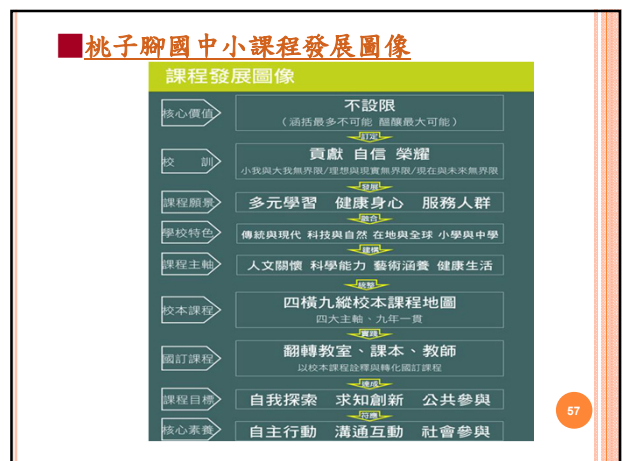 桃子腳國中小課程發展圖像
課程發展圖像
核心價值
不設限
（涵括最多不可能 醞釀最大可能）
訂定
校 訓
貢獻 自信 榮耀
小我與大我無界限/理想與現實無界限/現在與未來無界限
發展
課程願景
多元學習 健康身心 服務人群
融合
學校特色
傳統與現代 科技與自然 在地與全球 小學與中學
建構
課程主軸
人文關懷 科學能力 藝術涵養 健康生活
統整
校本課程
四橫九縱校本課程地圖
四大主軸、九年一貫
實踐
國訂課程
翻轉教室、課本、教師
以校本課程詮釋與轉化國訂課程
達成
課程目標
自我探索 求知創新 公共參與
符應
核心素養
自主行動 溝通互動 社會參與
57